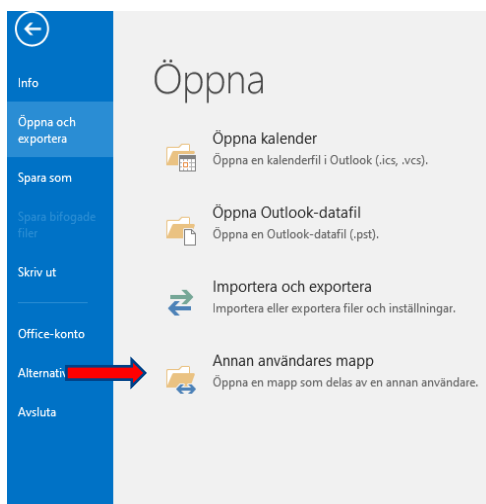 Info
Öppna och
exportera
Spara som
Spara bifogade
filer
Skriv ut
Office-konto
Alternativ
Avsluta
Öppna
Öppna kalender
Öppna en kalenderfil i Outlook (.ics, .vcs).
Öppna Outlook-datafil
Öppna en Outlook-datafil (.pst).
Importera och exportera
Importera eller exportera filer och inställningar.
Annan användares mapp
Öppna en mapp som delas av en annan användare.